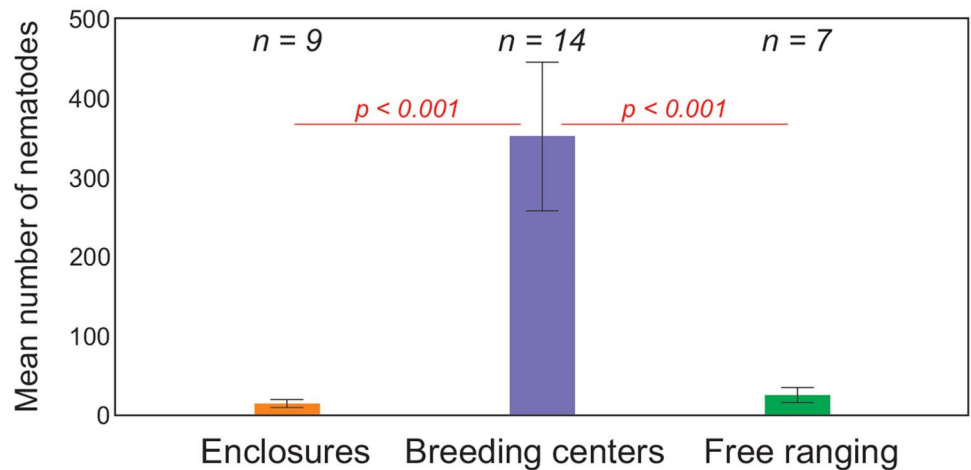 Mean number of nematodes
500
400
300
200
100
0
n = 9
n = 14
n = 7
p < 0.001
p < 0.001
Enclosures
Breeding centers
Free ranging